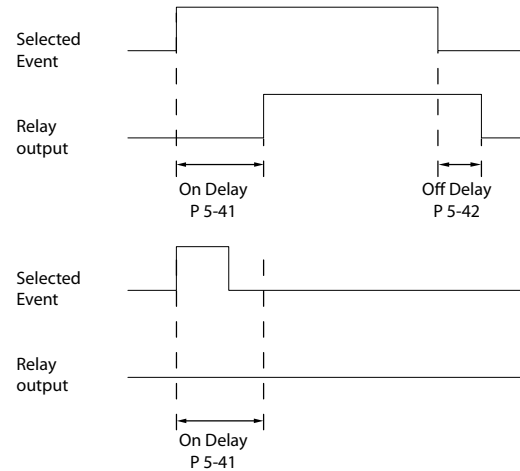 Selected
Event
Relay
output
On Delay
P 5-41
Off Delay
P 5-42
Selected
Event
Relay
output
On Delay
P 5-41